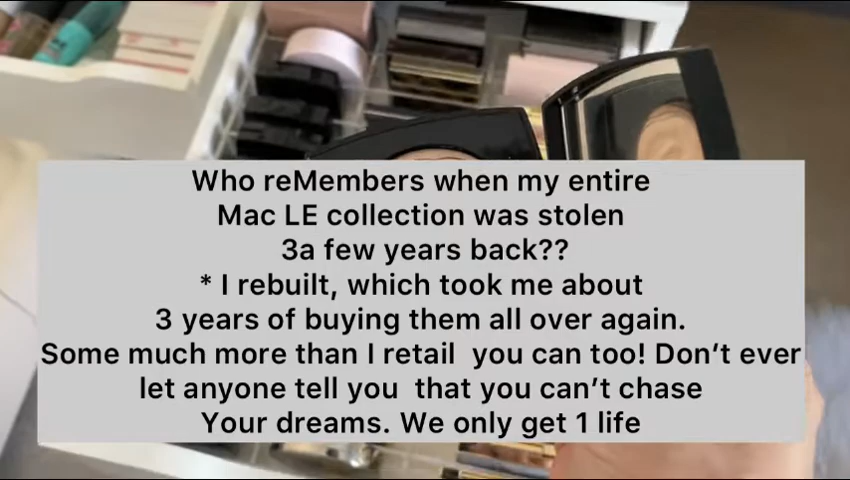 Who reMembers when my entire
Mac LE collection was stolen
3a few years back??
* I rebuilt, which took me about
3 years of buying them all over again.
Some much more than I retail  you can too! Don’t ever
let anyone tell you  that you can’t chase
Your dreams. We only get 1 life